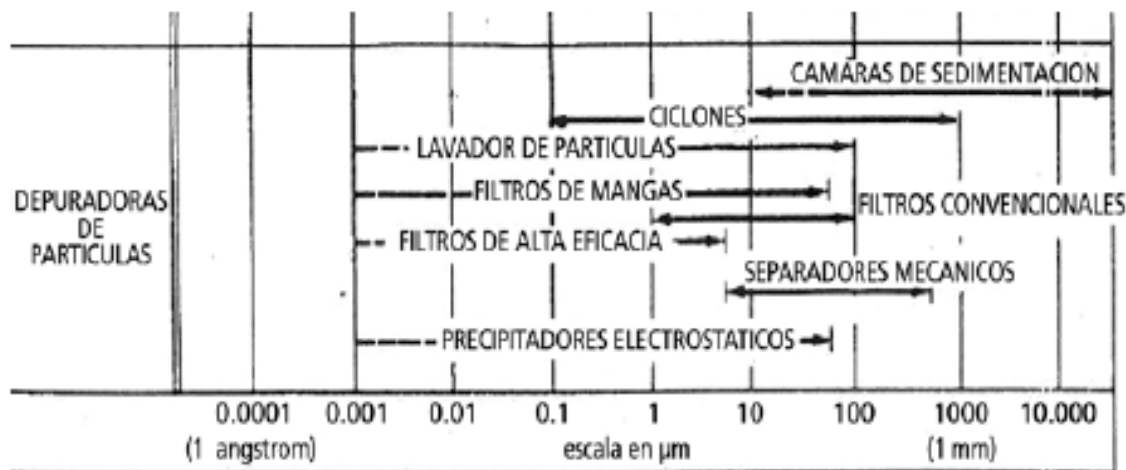 CAMARAS DE SEDIMENTACION
CICLONES
LAVADOR DE PARTICULAS
FILTROS DE MANGAS
FILTROS CONVENCIONALES
DEPURADORAS
DE
PARTICULAS
FILTROS DE ALTA EFICACIA
SEPARADORES MECANICOS
PRECIPITADORES ELECTROSTATICOS
0.0001 0.001 0.01 0.1 1 10 100 1000 10.000
(1 angstrom) escala en µm (1 mm)